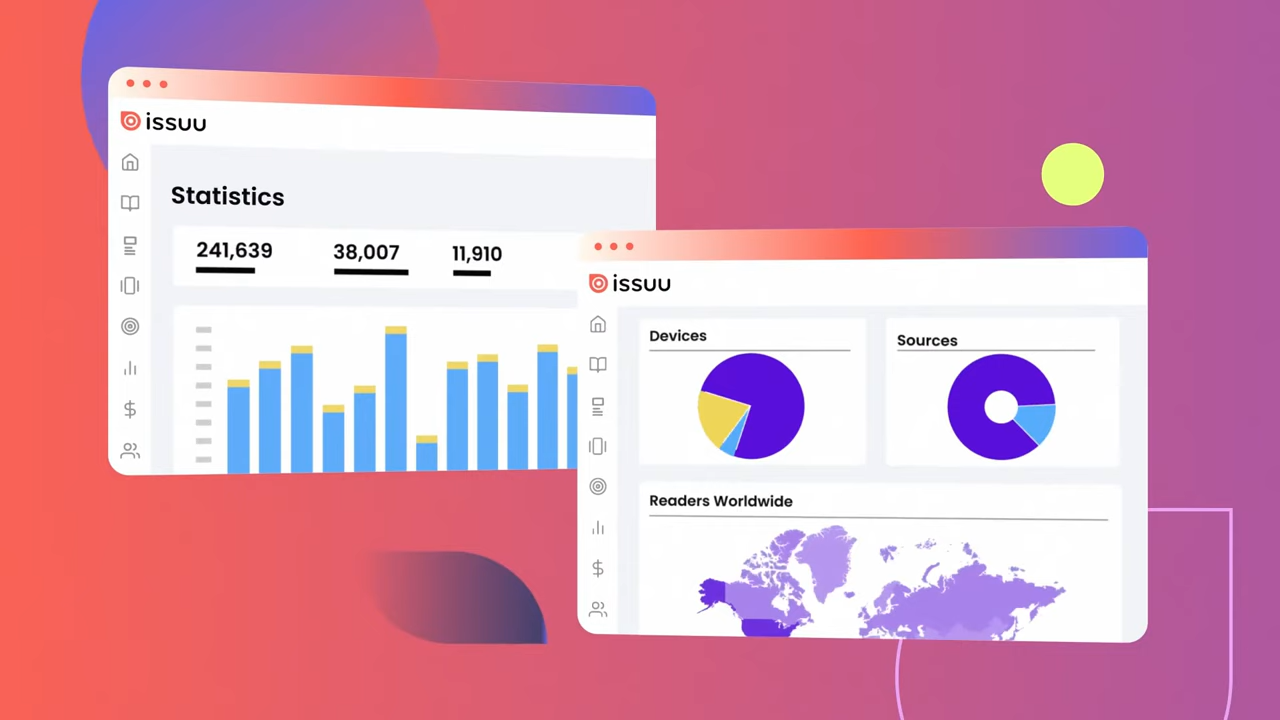 issuu
Statistics
241,639 38,007 11,910
issuu
Devices Sources
Readers Worldwide